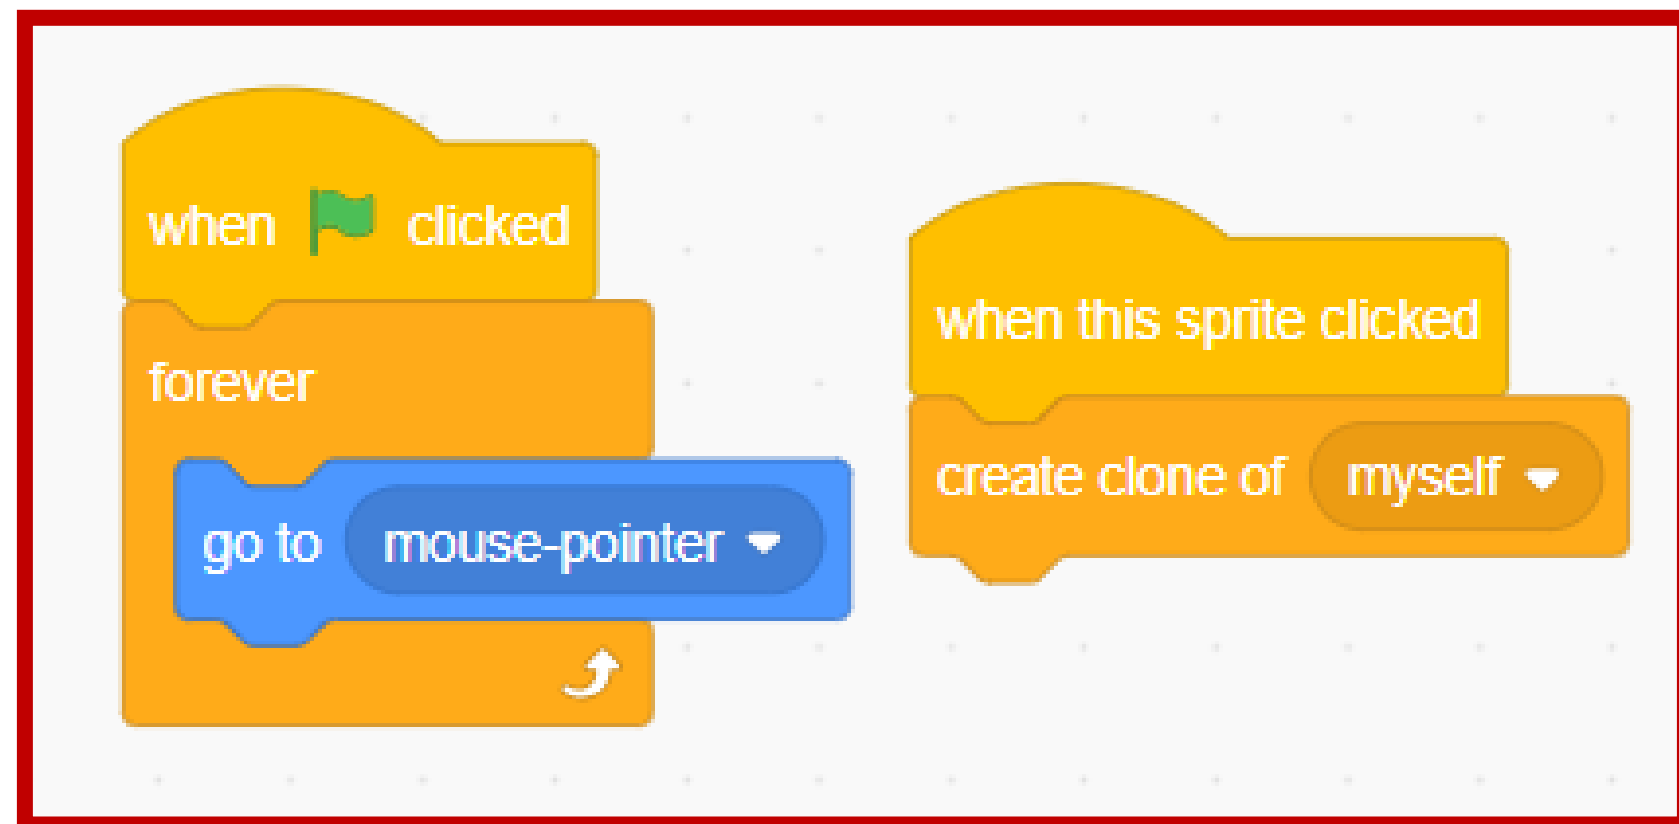 when clicked
forever
go to mouse-pointer
when this sprite clicked
create clone of myself